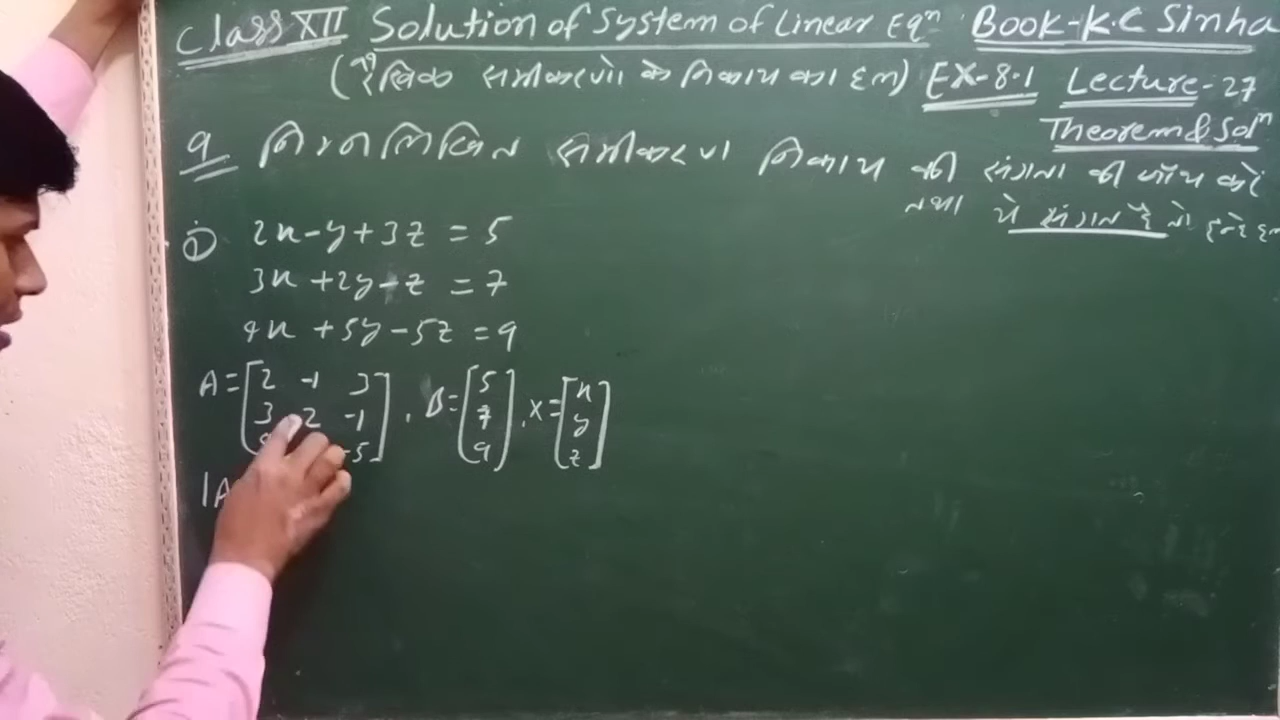 Class XII Solution of System of Linear Eqⁿ Book-K.C Sinha
(रैखिक समीकरणो के निकाय का हल) EX-8.1 Lecture-27
Theorem & Solⁿ
9 निम्नलिखित समीकरण निकाय की संगतता की जाँच करें
तथा ये संगत है तो इन्हे हल
① 2x-y+3z = 5
3x +2y-z = 7
4x +5y-5z = 9
A = [2 -1 3], B = [5], X = [x]
3 2 -1 7 y
-5 9 z
|A